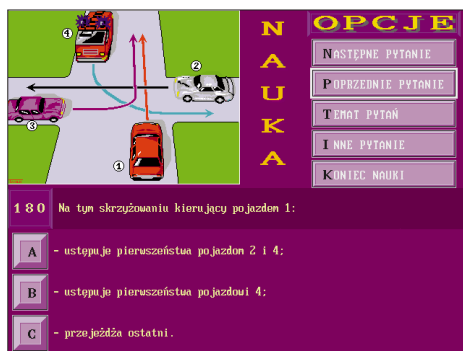 ④
②
③
①
N
A
U
K
A
OPCJE
NASTĘPNE PYTANIE
POPRZEDNIE PYTANIE
TEMAT PYTAŃ
INNE PYTANIE
KONIEC NAUKI
180 Na tym skrzyżowaniu kierujący pojazdem 1:
A - ustępuje pierwszeństwa pojazdom 2 i 4;
B - ustępuje pierwszeństwa pojazdowi 4;
C - przejeżdża ostatni.